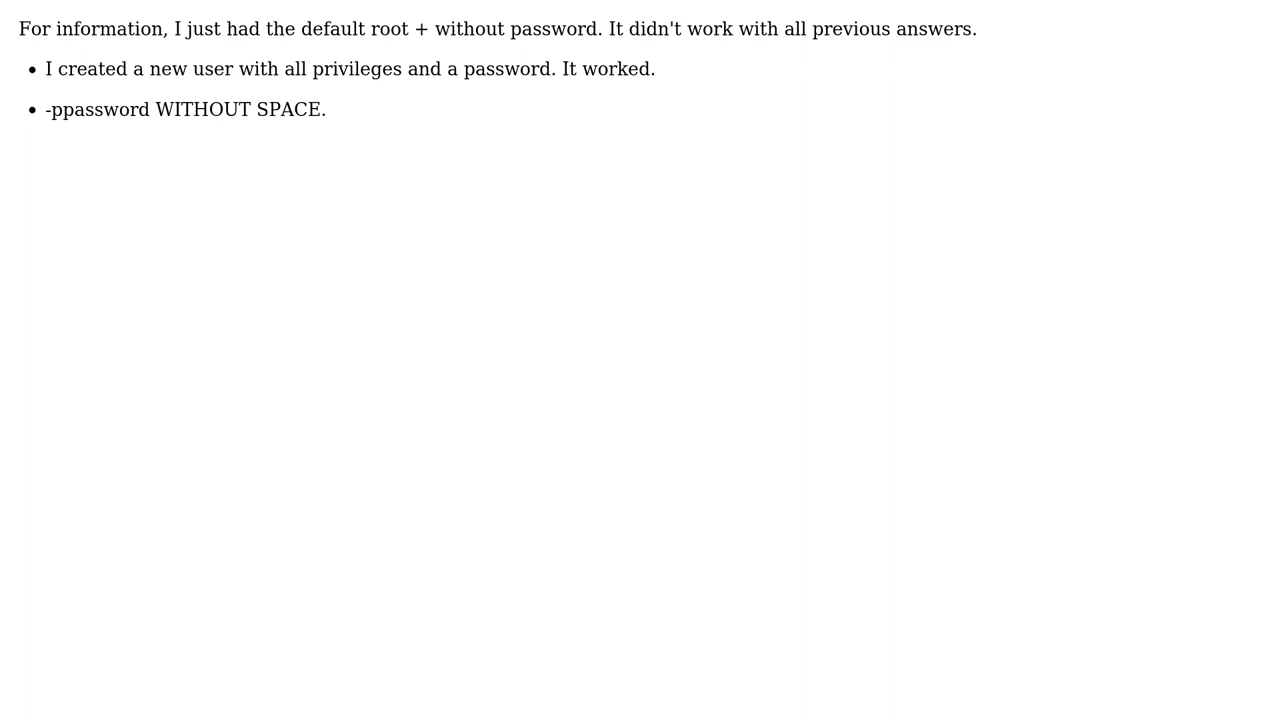 For information, I just had the default root + without password. It didn't work with all previous answers.
• I created a new user with all privileges and a password. It worked.
• -ppassword WITHOUT SPACE.